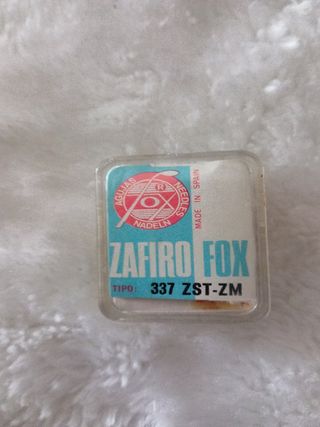 AGUJAS
NEEDLES
FOX
NADELN
MADE IN SPAIN
ZAFIRO FOX
TIPO: 337 ZST-ZM